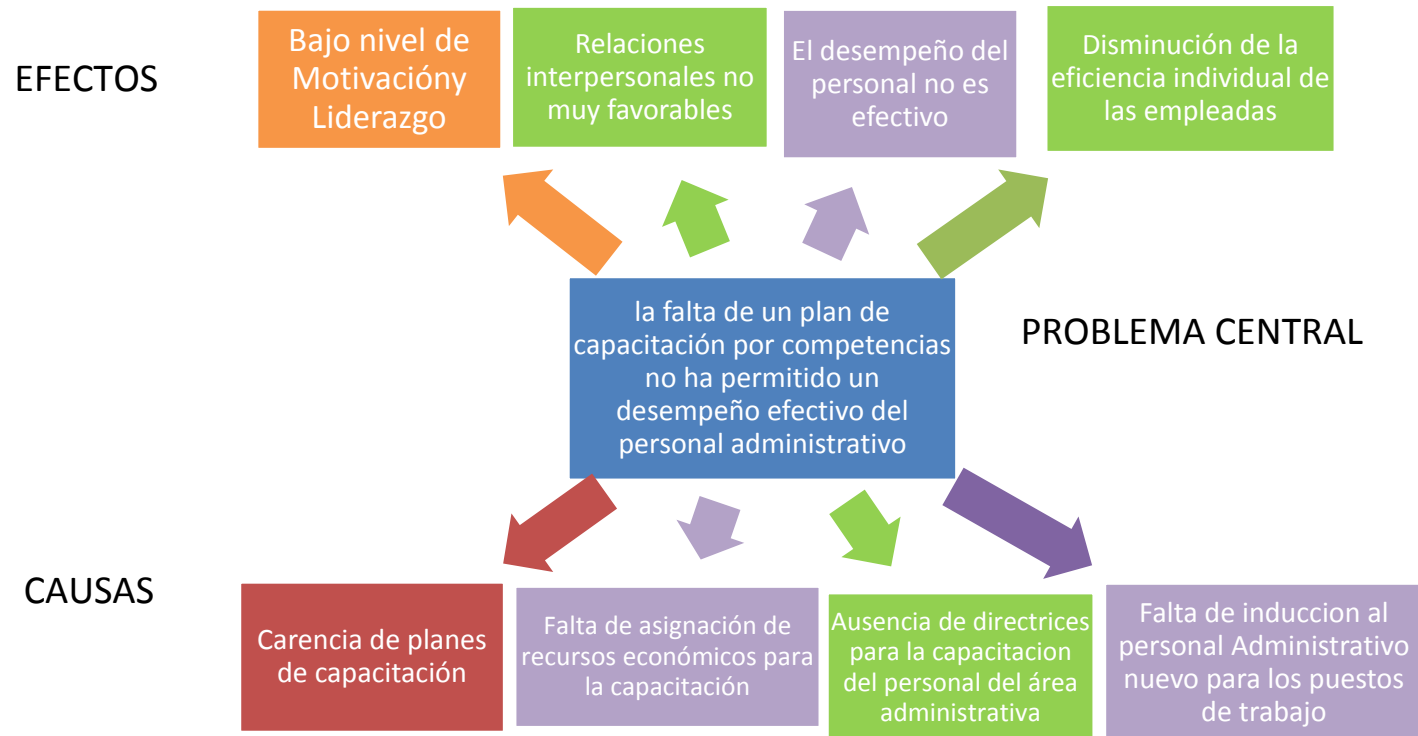 EFECTOS
Bajo nivel de
Motivacióny
Liderazgo
Relaciones
interpersonales no
muy favorables
El desempeño del
personal no es
efectivo
Disminución de la
eficiencia individual de
las empleadas
la falta de un plan de
capacitación por competencias
no ha permitido un
desempeño efectivo del
personal administrativo
PROBLEMA CENTRAL
CAUSAS
Carencia de planes
de capacitación
Falta de asignación de
recursos económicos para
la capacitación
Ausencia de directrices
para la capacitacion
del personal del área
administrativa
Falta de induccion al
personal Administrativo
nuevo para los puestos
de trabajo